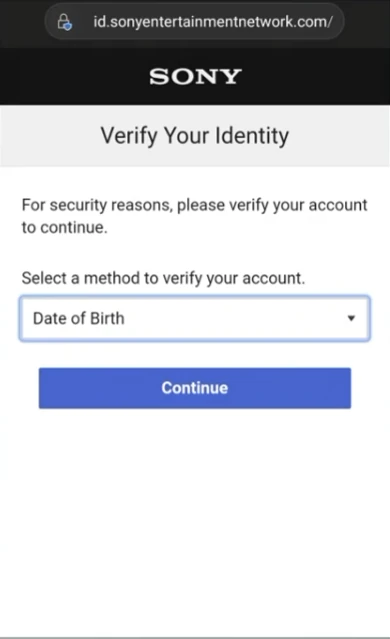 id.sonyentertainmentnetwork.com/
SONY
Verify Your Identity
For security reasons, please verify your account
to continue.
Select a method to verify your account.
Date of Birth
Continue